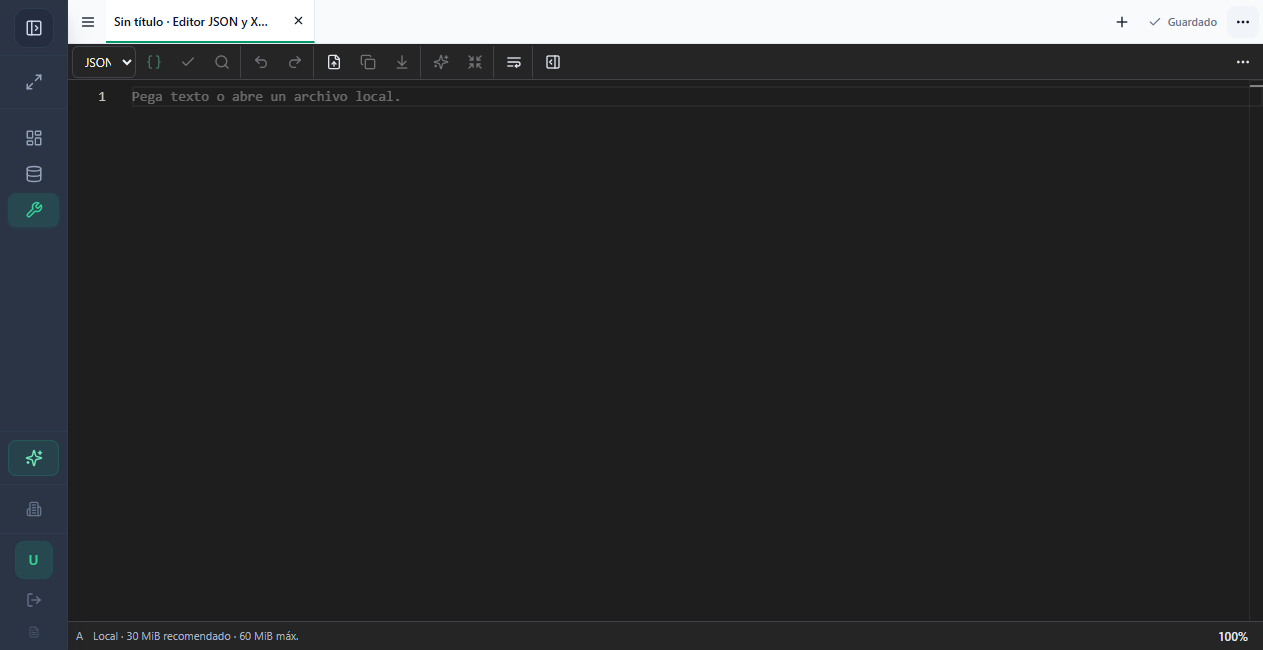 Sin título · Editor JSON y X...
Guardado
JSON
1
Pega texto o abre un archivo local.
U
A Local · 30 MiB recomendado · 60 MiB máx.
100%